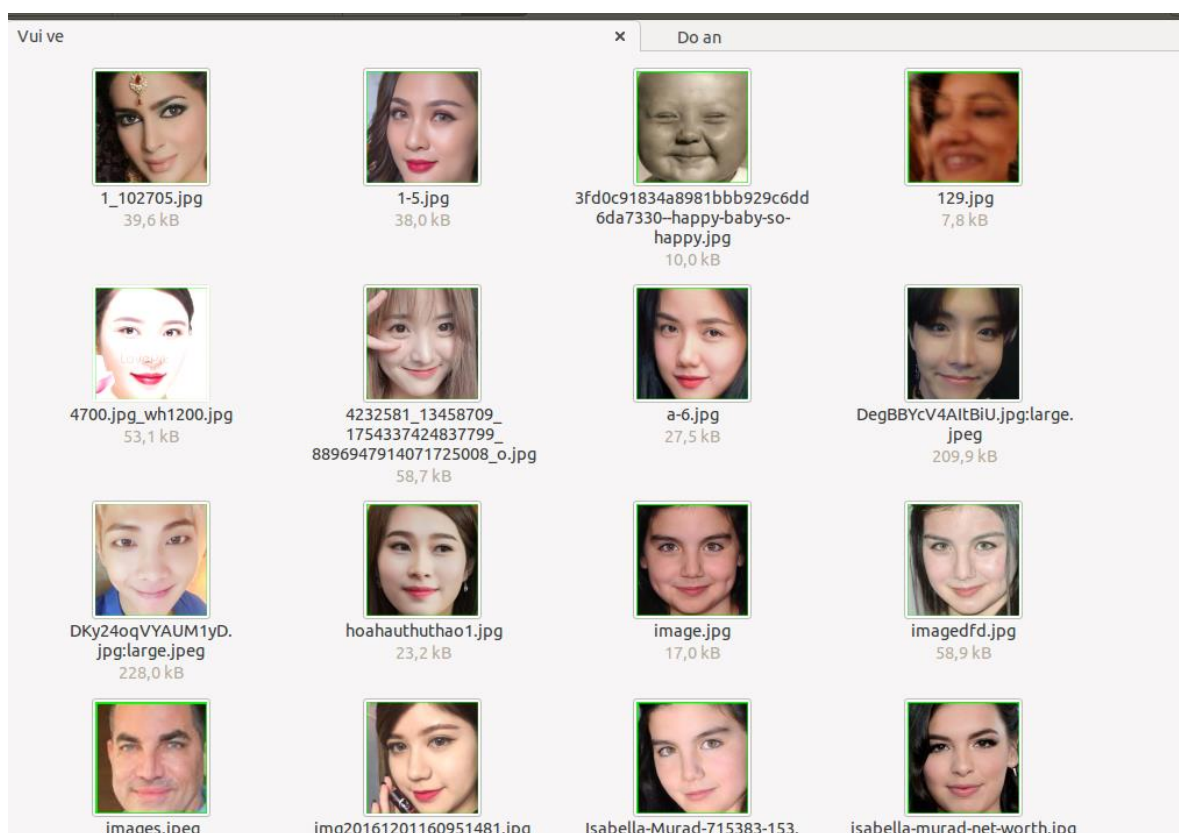 Vui ve
Do an
1_102705.jpg
39,6 kB
1-5.jpg
38,0 kB
3fd0c91834a8981bbb929c6dd
6da7330--happy-baby-so-
happy.jpg
10,0 kB
129.jpg
7,8 kB
4700.jpg_wh1200.jpg
53,1 kB
4232581_13458709_
1754337424837799_
8896947914071725008_o.jpg
58,7 kB
a-6.jpg
27,5 kB
DegBBYcV4AItBiU.jpg:large.
jpeg
209,9 kB
DKy24oqVYAUM1yD.
jpg:large.jpeg
228,0 kB
hoahauthuthao1.jpg
23,2 kB
image.jpg
17,0 kB
imagedfd.jpg
58,9 kB
images.jpeg
img20161201160951481.jpg
Isabella-Murad-715383-153.
isabella-murad-net-worth.jpg